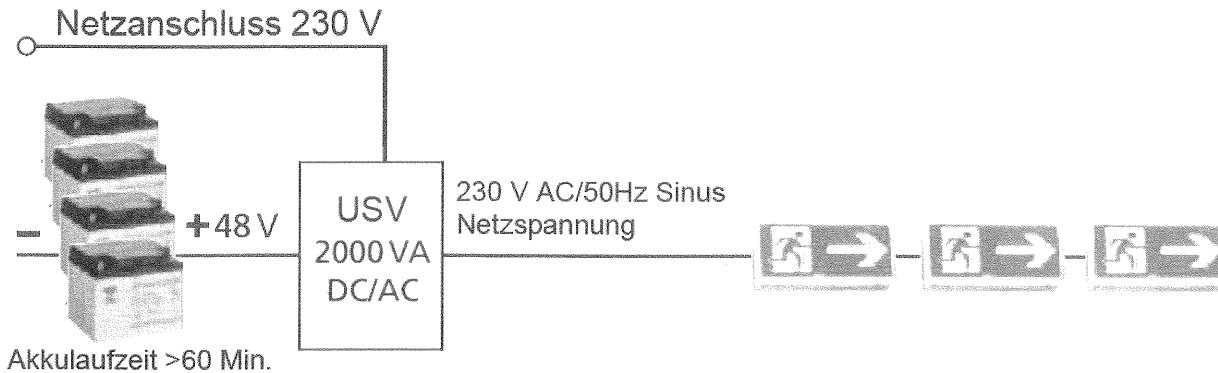 Netzanschluss 230 V
- +48 V
USV
2000 VA
DC/AC
230 V AC/50Hz Sinus
Netzspannung
Akkulaufzeit >60 Min.